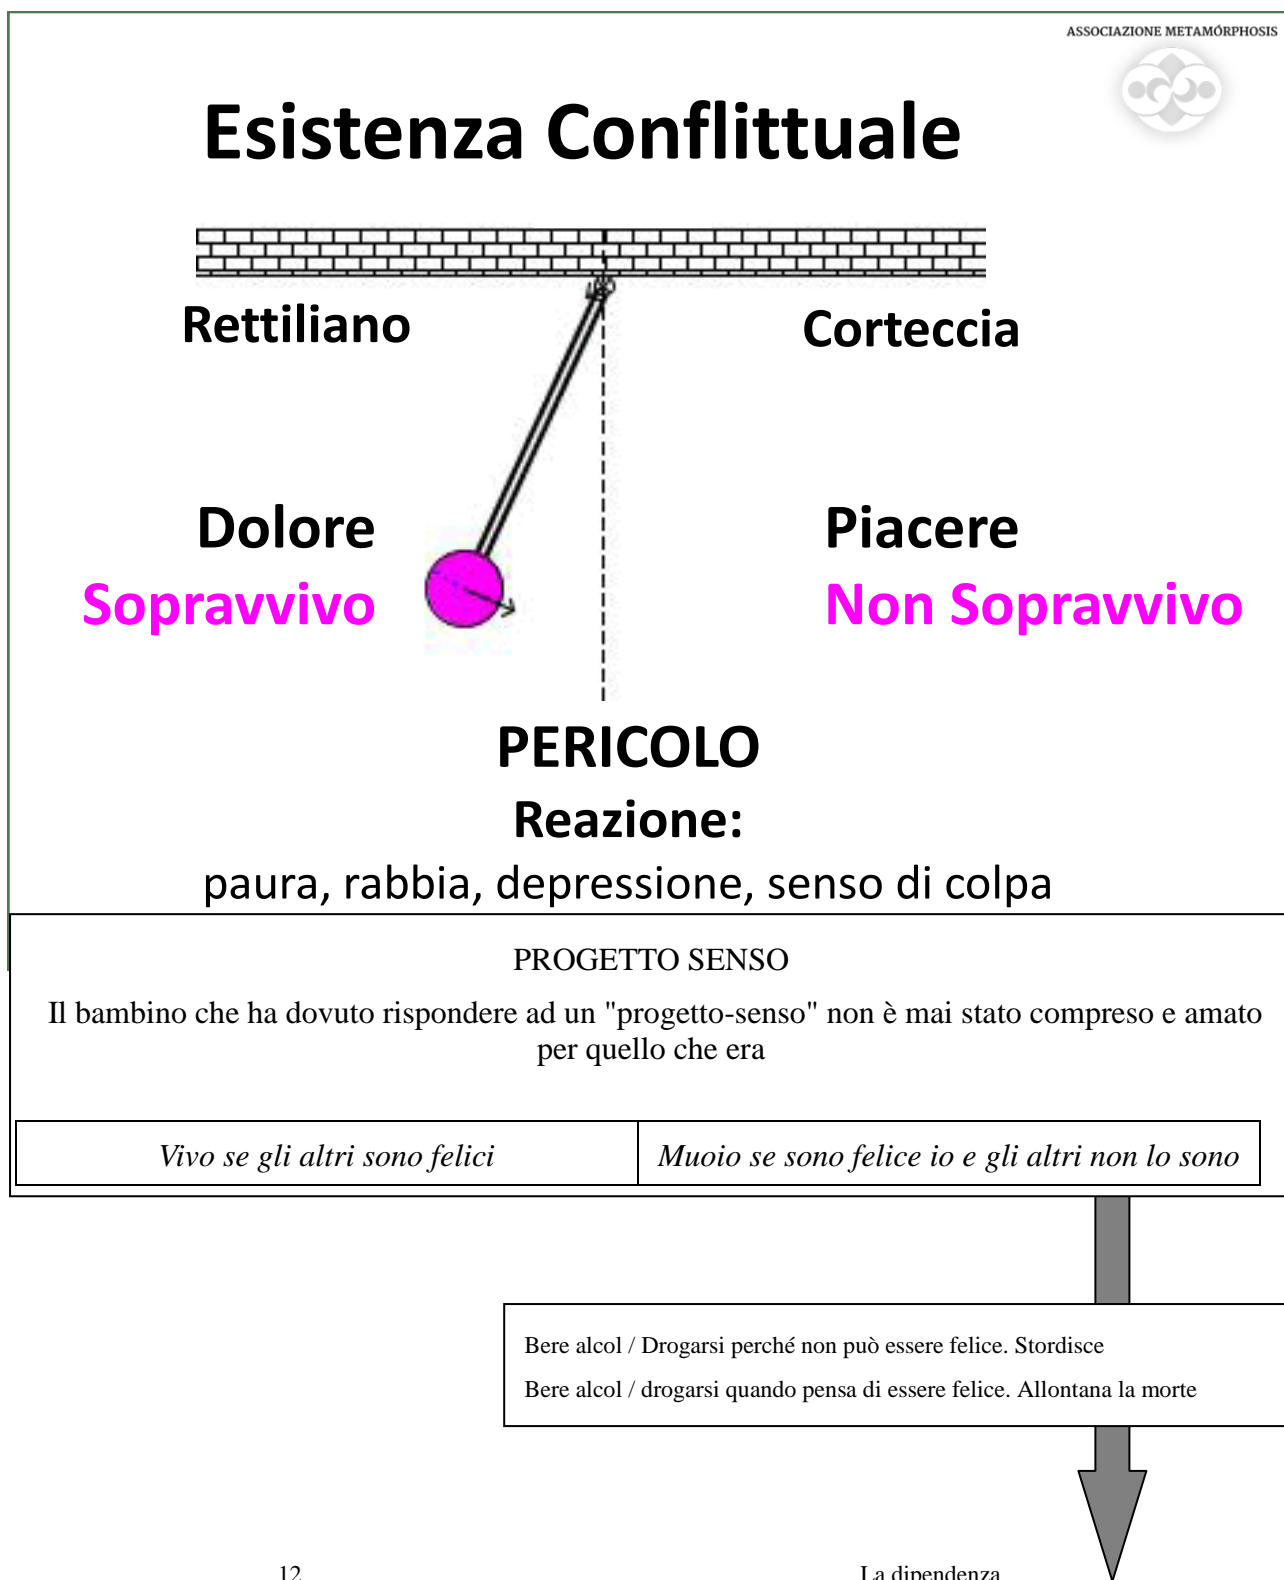 ASSOCIAZIONE METAMÓRPHOSIS
Esistenza Conflittuale
Rettiliano
Corteccia
Dolore
Piacere
Sopravvivo
Non Sopravvivo
PERICOLO
Reazione:
paura, rabbia, depressione, senso di colpa
PROGETTO SENSO
Il bambino che ha dovuto rispondere ad un "progetto-senso" non è mai stato compreso e amato
per quello che era
Vivo se gli altri sono felici
Muoio se sono felice io e gli altri non lo sono
Bere alcol / Drogarsi perché non può essere felice. Stordisce
Bere alcol / drogarsi quando pensa di essere felice. Allontana la morte
12
La dipendenza